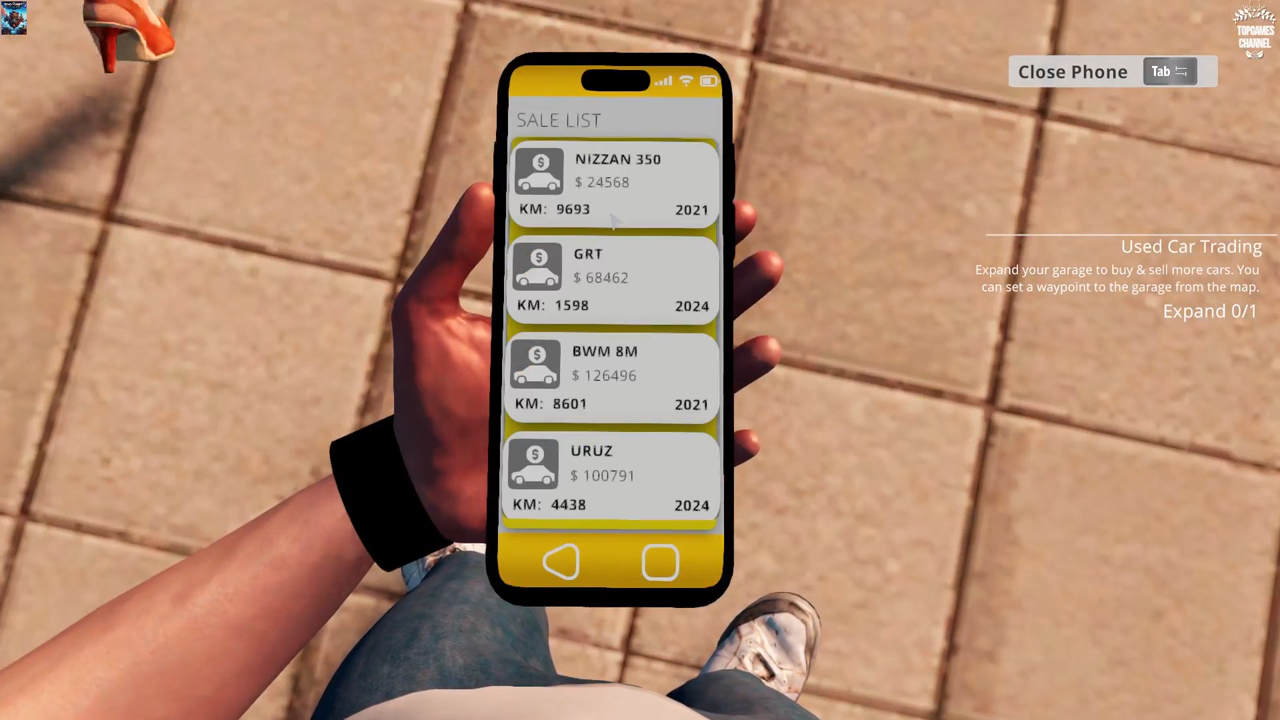 TOPGAMES
CHANNEL
Close Phone Tab
SALE LIST
NIZZAN 350
$ 24568
KM: 9693 2021
GRT
$ 68462
KM: 1598 2024
BWM 8M
$ 126496
KM: 8601 2021
URUZ
$ 100791
KM: 4438 2024
Used Car Trading
Expand your garage to buy & sell more cars. You
can set a waypoint to the garage from the map.
Expand 0/1